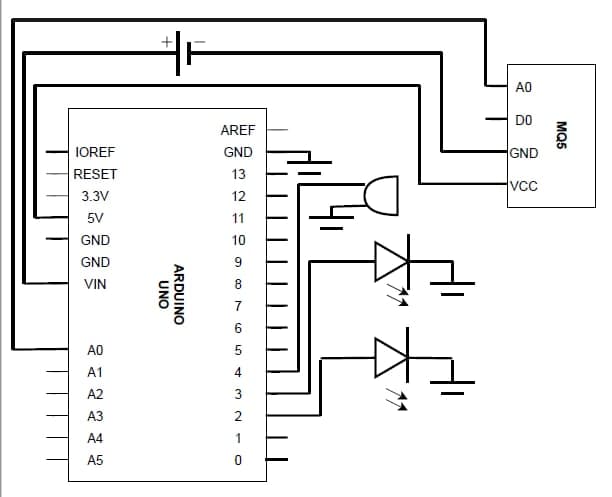 + −
A0
D0
GND
VCC
MQ5
AREF
IOREF GND
RESET 13
3.3V 12
5V 11
GND 10
GND 9
VIN 8
7
6
A0 5
A1 4
A2 3
A3 2
A4 1
A5 0
ARDUINO
UNO